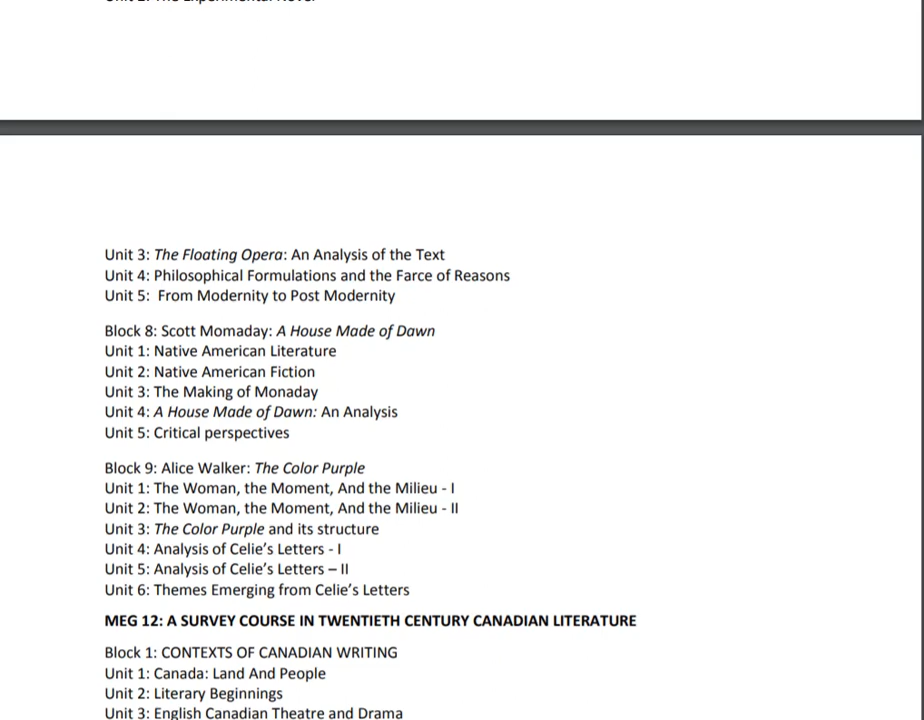 Unit 2: The Experimental Novel
Unit 3: The Floating Opera: An Analysis of the Text
Unit 4: Philosophical Formulations and the Farce of Reasons
Unit 5:  From Modernity to Post Modernity
Block 8: Scott Momaday: A House Made of Dawn
Unit 1: Native American Literature
Unit 2: Native American Fiction
Unit 3: The Making of Monaday
Unit 4: A House Made of Dawn: An Analysis
Unit 5: Critical perspectives
Block 9: Alice Walker: The Color Purple
Unit 1: The Woman, the Moment, And the Milieu - I
Unit 2: The Woman, the Moment, And the Milieu - II
Unit 3: The Color Purple and its structure
Unit 4: Analysis of Celie’s Letters - I
Unit 5: Analysis of Celie’s Letters – II
Unit 6: Themes Emerging from Celie’s Letters
MEG 12: A SURVEY COURSE IN TWENTIETH CENTURY CANADIAN LITERATURE
Block 1: CONTEXTS OF CANADIAN WRITING
Unit 1: Canada: Land And People
Unit 2: Literary Beginnings
Unit 3: English Canadian Theatre and Drama